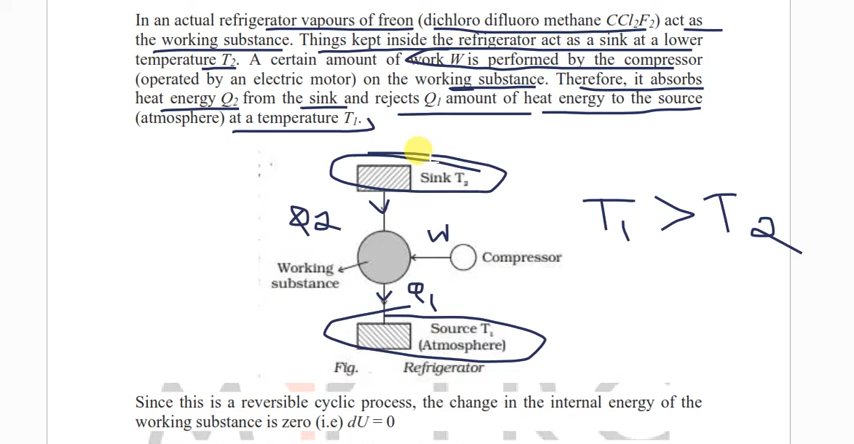 In an actual refrigerator vapours of freon (dichloro difluoro methane CCl₂F₂) act as
the working substance. Things kept inside the refrigerator act as a sink at a lower
temperature T₂. A certain amount of work W is performed by the compressor
(operated by an electric motor) on the working substance. Therefore, it absorbs
heat energy Q₂ from the sink and rejects Q₁ amount of heat energy to the source
(atmosphere) at a temperature T₁.
Sink T₂
T₁ > T₂
Q2
W
Compressor
Working
substance
Q₁
Source T₁
(Atmosphere)
Fig. Refrigerator
Since this is a reversible cyclic process, the change in the internal energy of the
working substance is zero (i.e) dU = 0